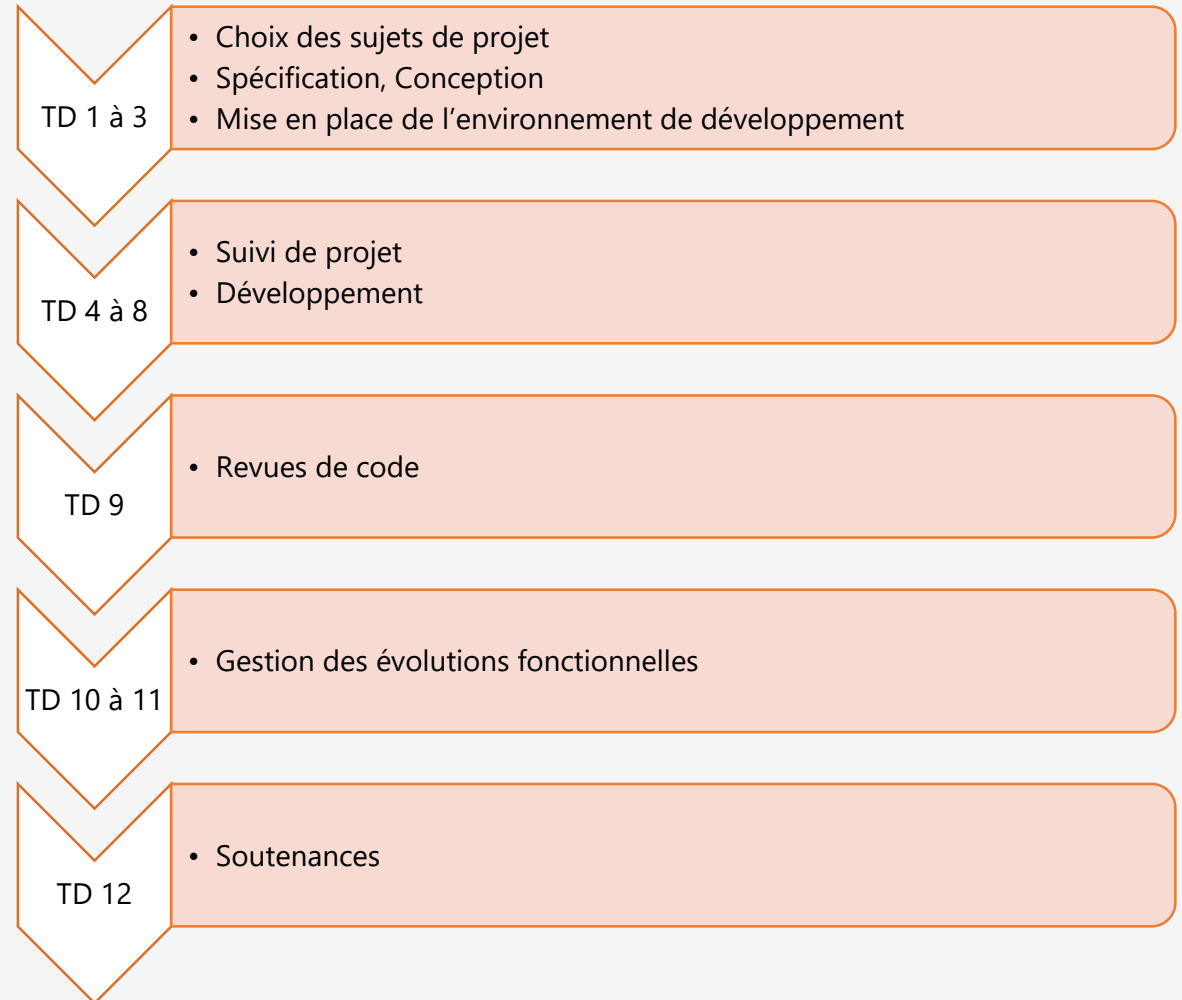 TD 1 à 3
• Choix des sujets de projet
• Spécification, Conception
• Mise en place de l’environnement de développement
TD 4 à 8
• Suivi de projet
• Développement
TD 9
• Revues de code
TD 10 à 11
• Gestion des évolutions fonctionnelles
TD 12
• Soutenances